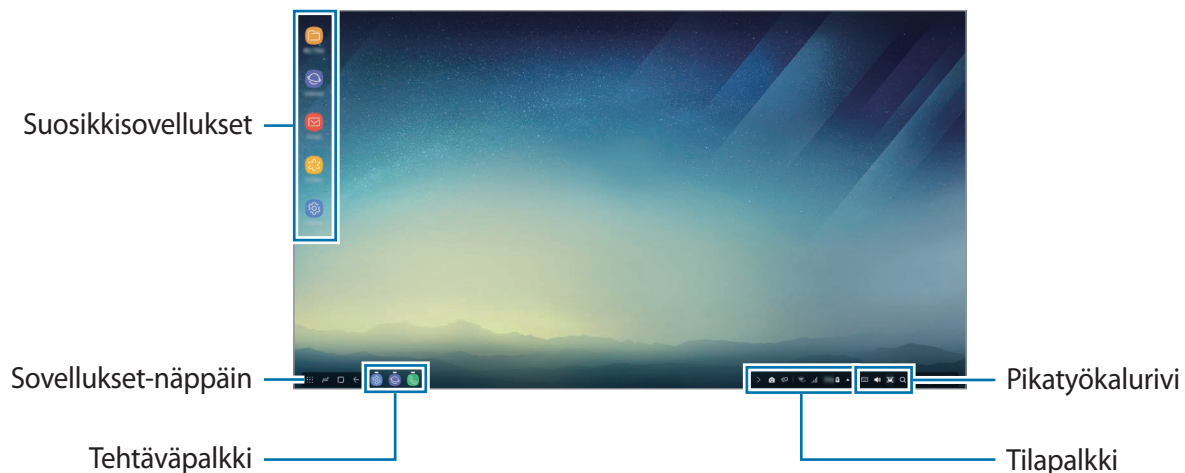 Suosikkisovellukset
Sovellukset-näppäin
Pikatyökalurivi
Tehtäväpalkki
Tilapalkki